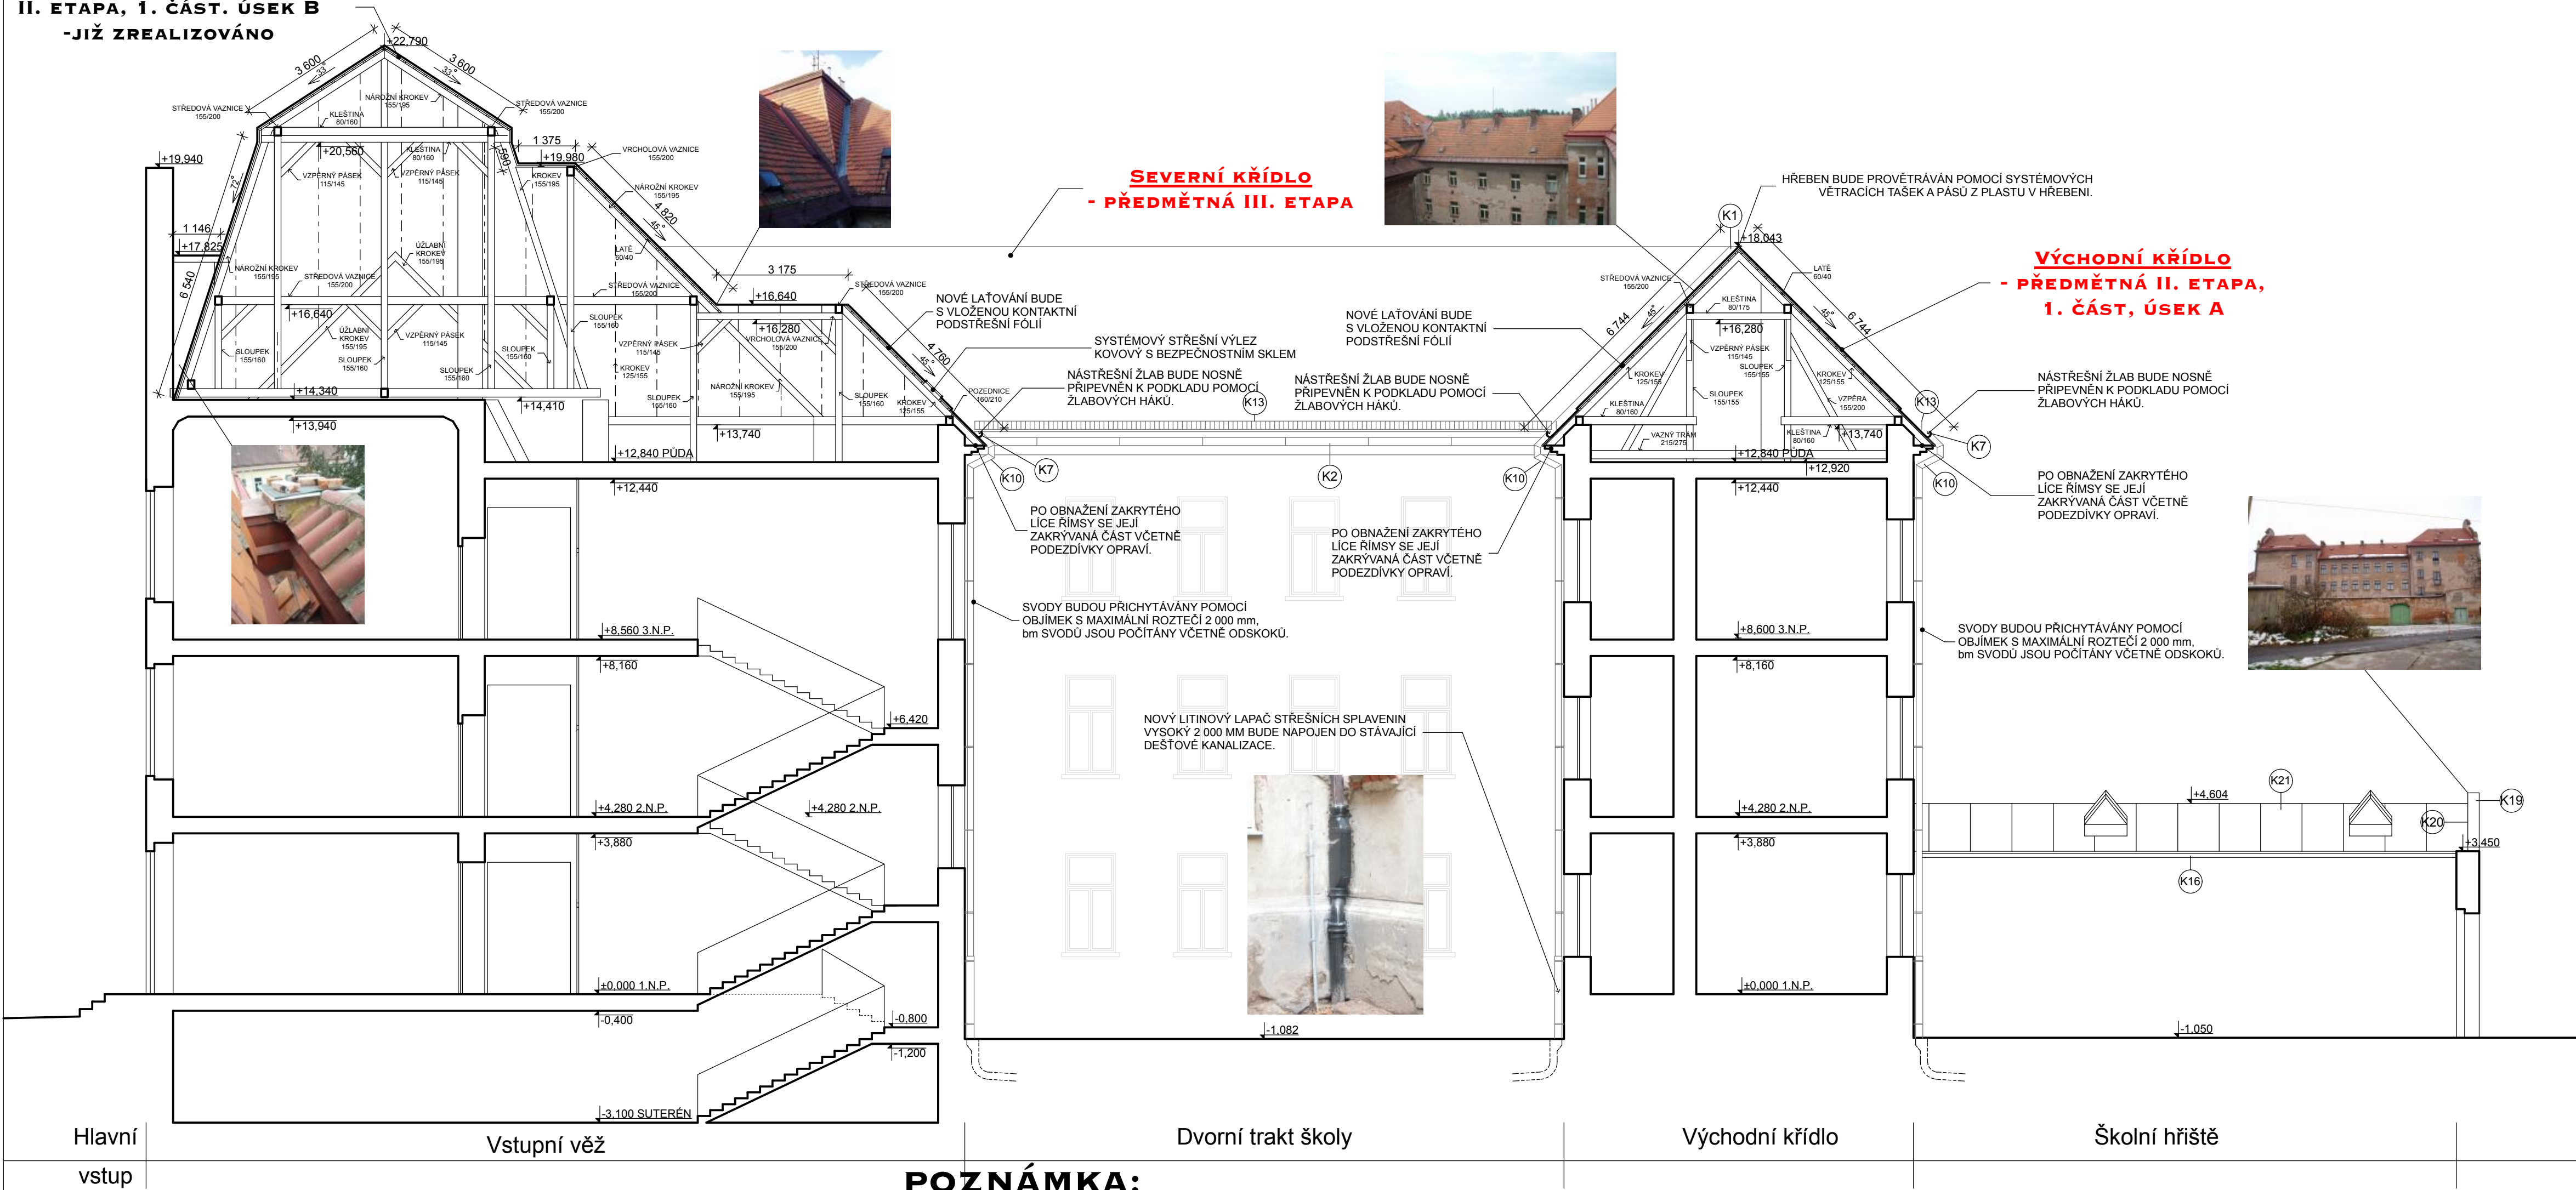 II. ETAPA, 1. ČÁST. ÚSEK B
-JIŽ ZREALIZOVÁNO
+22,790
3 600
33°
3 600
33°
STŘEDOVÁ VAZNICE
155/200
NÁROŽNÍ KROKEV
155/195
KLEŠTINA
80/160
STŘEDOVÁ VAZNICE
155/200
+19,940
+20,560
KLEŠTINA
80/160
590
1 375
+19,980
VRCHOLOVÁ VAZNICE
155/200
72°
VZPĚRNÝ PÁSEK
115/145
VZPĚRNÝ PÁSEK
115/145
KROKEV
155/195
NÁROŽNÍ KROKEV
155/195
4 820
45°
1 146
+17,825
6 540
NÁROŽNÍ KROKEV
155/195
STŘEDOVÁ VAZNICE
155/200
ÚŽLABNÍ
KROKEV
155/195
LATĚ
60/40
STŘEDOVÁ VAZNICE
155/200
3 175
+16,640
STŘEDOVÁ VAZNICE
155/200
+16,640
ÚŽLABNÍ
KROKEV
155/195
VZPĚRNÝ PÁSEK
115/145
SLOUPEK
155/160
+16,280
VRCHOLOVÁ VAZNICE
155/200
VZPĚRNÝ PÁSEK
115/145
SLOUPEK
155/160
SLOUPEK
155/160
SLOUPEK
155/160
SLOUPEK
155/160
KROKEV
125/155
NÁROŽNÍ KROKEV
155/195
SLOUPEK
155/160
SLOUPEK
155/160
KROKEV
125/155
4 760
45°
POZEDNICE
160/210
+14,340
+14,410
+13,940
+13,740
+12,840 PŮDA
+12,440
SEVERNÍ KŘÍDLO
- PŘEDMĚTNÁ III. ETAPA
NOVÉ LAŤOVÁNÍ BUDE
S VLOŽENOU KONTAKTNÍ
PODSTŘEŠNÍ FÓLIÍ
SYSTÉMOVÝ STŘEŠNÍ VÝLEZ
KOVOVÝ S BEZPEČNOSTNÍM SKLEM
NÁSTŘEŠNÍ ŽLAB BUDE NOSNĚ
PŘIPEVNĚN K PODKLADU POMOCÍ
ŽLABOVÝCH HÁKŮ.
K13
NOVÉ LAŤOVÁNÍ BUDE
S VLOŽENOU KONTAKTNÍ
PODSTŘEŠNÍ FÓLIÍ
NÁSTŘEŠNÍ ŽLAB BUDE NOSNĚ
PŘIPEVNĚN K PODKLADU POMOCÍ
ŽLABOVÝCH HÁKŮ.
K10
K7
K2
K10
PO OBNAŽENÍ ZAKRYTÉHO
LÍCE ŘÍMSY SE JEJÍ
ZAKRÝVANÁ ČÁST VČETNĚ
PODEZDÍVKY OPRAVÍ.
PO OBNAŽENÍ ZAKRYTÉHO
LÍCE ŘÍMSY SE JEJÍ
ZAKRÝVANÁ ČÁST VČETNĚ
PODEZDÍVKY OPRAVÍ.
SVODY BUDOU PŘICHYTÁVÁNY POMOCÍ
OBJÍMEK S MAXIMÁLNÍ ROZTEČÍ 2 000 mm,
bm SVODŮ JSOU POČÍTÁNY VČETNĚ ODSKOKŮ.
NOVÝ LITINOVÝ LAPAČ STŘEŠNÍCH SPLAVENIN
VYSOKÝ 2 000 MM BUDE NAPOJEN DO STÁVAJÍCÍ
DEŠŤOVÉ KANALIZACE.
HŘEBEN BUDE PROVĚTRÁVÁN POMOCÍ SYSTÉMOVÝCH
VĚTRACÍCH TAŠEK A PÁSŮ Z PLASTU V HŘEBENI.
K1
+18,043
VÝCHODNÍ KŘÍDLO
- PŘEDMĚTNÁ II. ETAPA,
1. ČÁST, ÚSEK A
STŘEDOVÁ VAZNICE
155/200
LATĚ
60/40
KLEŠTINA
80/175
6 744
45°
45°
6 744
+16,280
VZPĚRNÝ PÁSEK
115/145
SLOUPEK
155/155
KROKEV
125/155
KROKEV
125/155
SLOUPEK
155/155
KLEŠTINA
80/160
VZPĚRA
155/200
VAZNÝ TRÁM
215/275
KLEŠTINA
80/160
+13,740
+12,840 PŮDA
+12,920
+12,440
NÁSTŘEŠNÍ ŽLAB BUDE NOSNĚ
PŘIPEVNĚN K PODKLADU POMOCÍ
ŽLABOVÝCH HÁKŮ.
K13
K7
K10
PO OBNAŽENÍ ZAKRYTÉHO
LÍCE ŘÍMSY SE JEJÍ
ZAKRÝVANÁ ČÁST VČETNĚ
PODEZDÍVKY OPRAVÍ.
SVODY BUDOU PŘICHYTÁVÁNY POMOCÍ
OBJÍMEK S MAXIMÁLNÍ ROZTEČÍ 2 000 mm,
bm SVODŮ JSOU POČÍTÁNY VČETNĚ ODSKOKŮ.
+8,560 3.N.P.
+8,160
+6,420
+4,280 2.N.P.
+4,280 2.N.P.
+3,880
±0,000 1.N.P.
-0,400
-0,800
-1,200
-3,100 SUTERÉN
-1,082
+8,600 3.N.P.
+8,160
+4,280 2.N.P.
+3,880
±0,000 1.N.P.
+4,604
K21
K19
K20
+3,450
K16
-1,050
Hlavní
vstup
Vstupní věž
Dvorní trakt školy
Východní křídlo
Školní hřiště
POZNÁMKA: